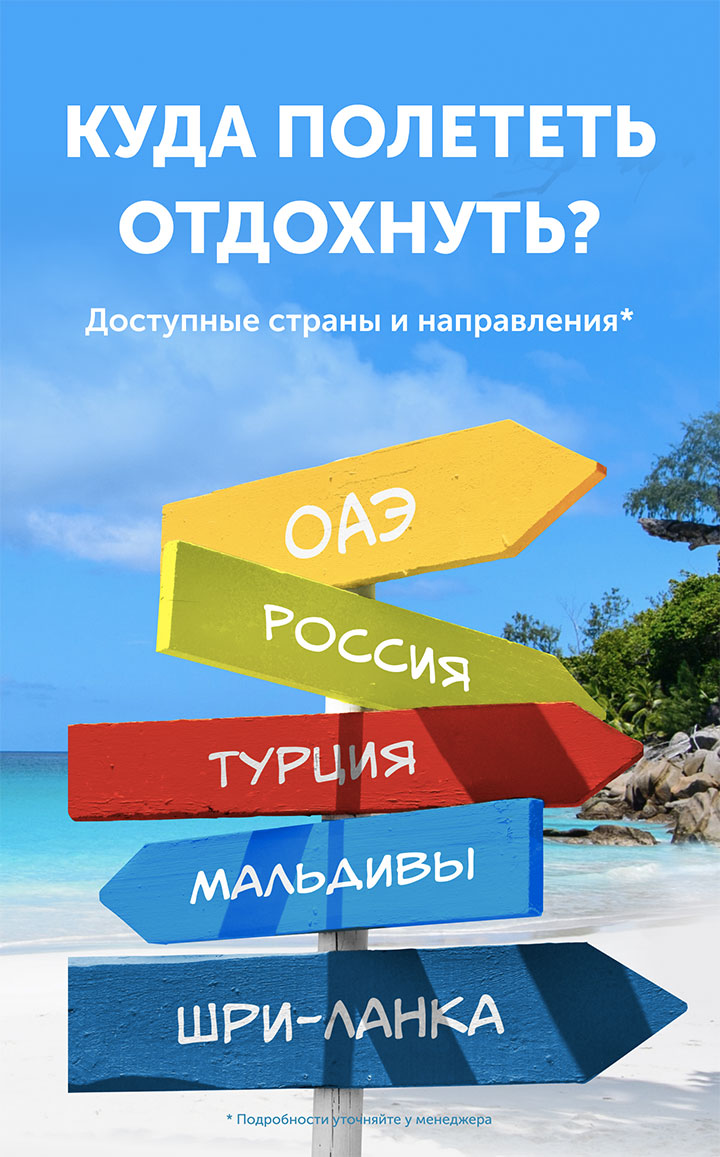 КУДА ПОЛЕТЕТЬ
ОТДОХНУТЬ?
Доступные страны и направления*
ОАЭ
РОССИЯ
ТУРЦИЯ
МАЛЬДИВЫ
ШРИ-ЛАНКА
* Подробности уточняйте у менеджера